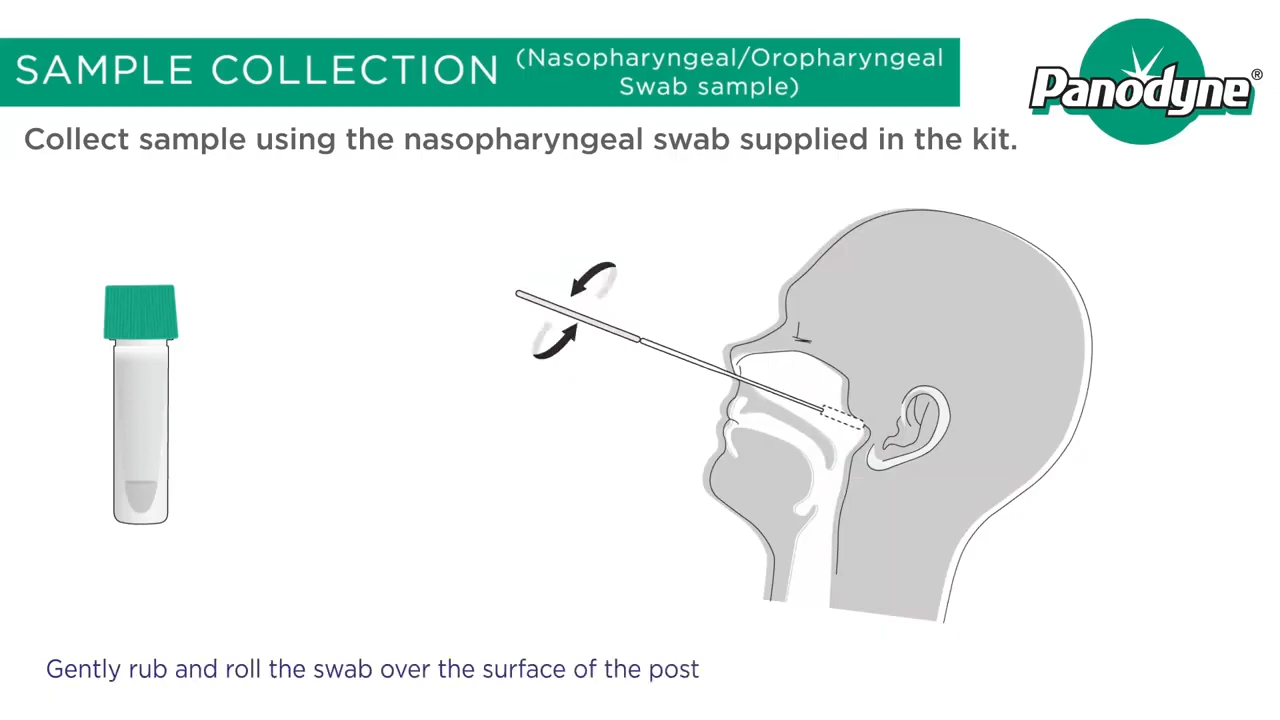 SAMPLE COLLECTION
(Nasopharyngeal/Oropharyngeal
Swab sample)
Panodyne®
Collect sample using the nasopharyngeal swab supplied in the kit.
Gently rub and roll the swab over the surface of the post